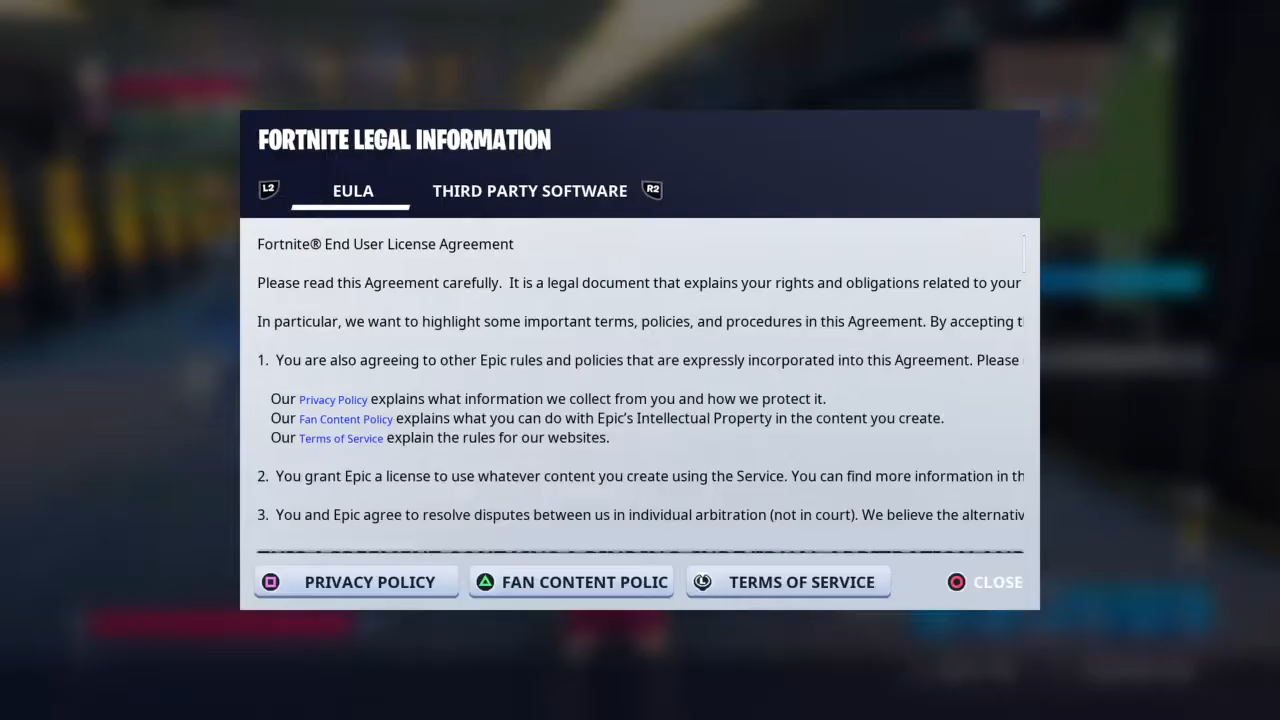 FORTNITE LEGAL INFORMATION
L2 EULA THIRD PARTY SOFTWARE R2
Fortnite® End User License Agreement
Please read this Agreement carefully.  It is a legal document that explains your rights and obligations related to your
In particular, we want to highlight some important terms, policies, and procedures in this Agreement. By accepting
1.  You are also agreeing to other Epic rules and policies that are expressly incorporated into this Agreement. Please
Our Privacy Policy explains what information we collect from you and how we protect it.
Our Fan Content Policy explains what you can do with Epic’s Intellectual Property in the content you create.
Our Terms of Service explain the rules for our websites.
2.  You grant Epic a license to use whatever content you create using the Service. You can find more information in th
3.  You and Epic agree to resolve disputes between us in individual arbitration (not in court). We believe the alternativ
PRIVACY POLICY FAN CONTENT POLIC L TERMS OF SERVICE CLOSE